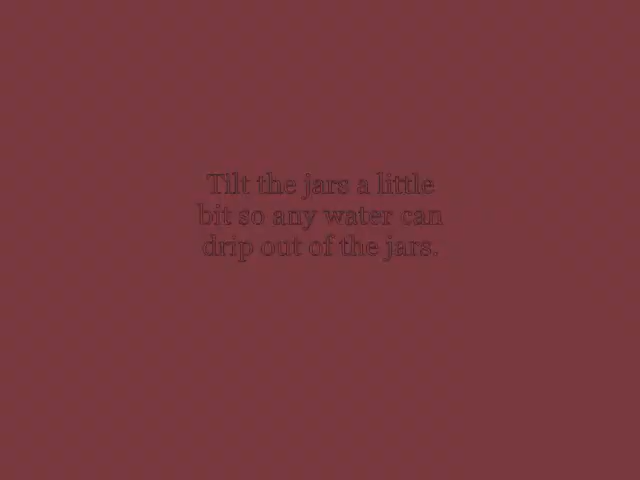 Tilt the jars a little
bit so any water can
drip out of the jars.